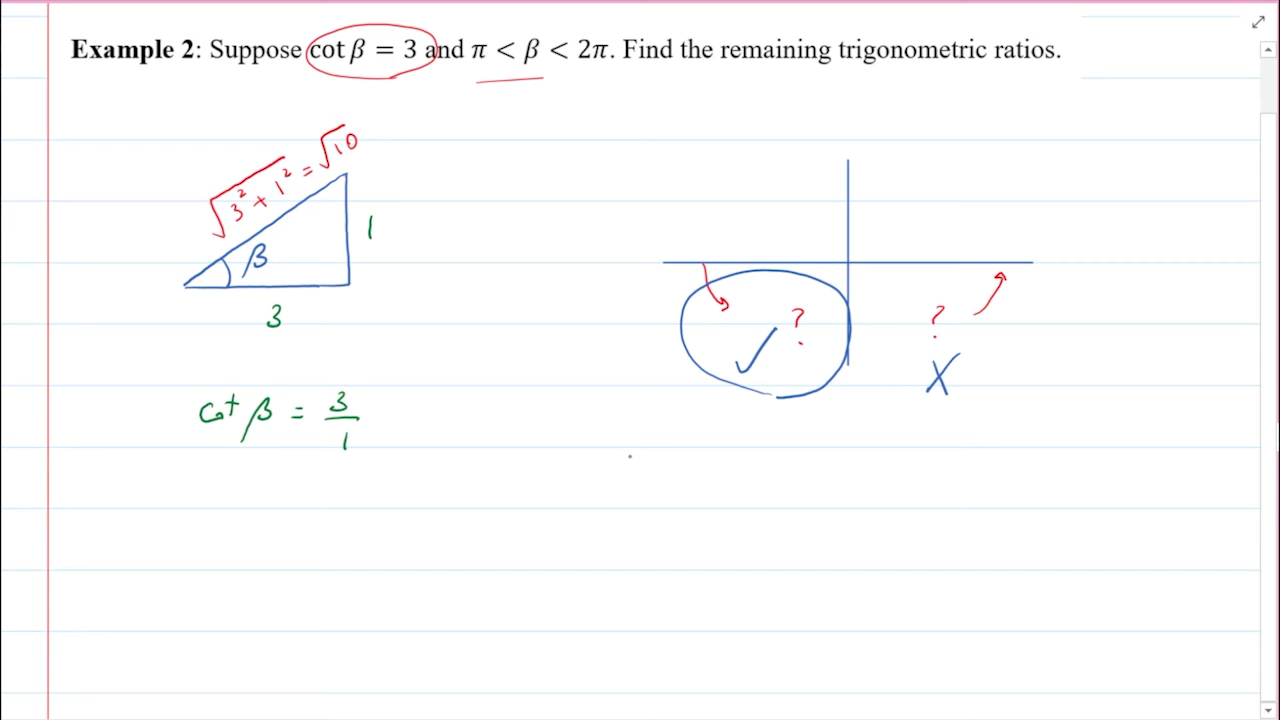 Example 2: Suppose cot β = 3 and π < β < 2π. Find the remaining trigonometric ratios.
√3² + 1² = √10
β
1
3
?
?
✓
X
cot β = 3/1